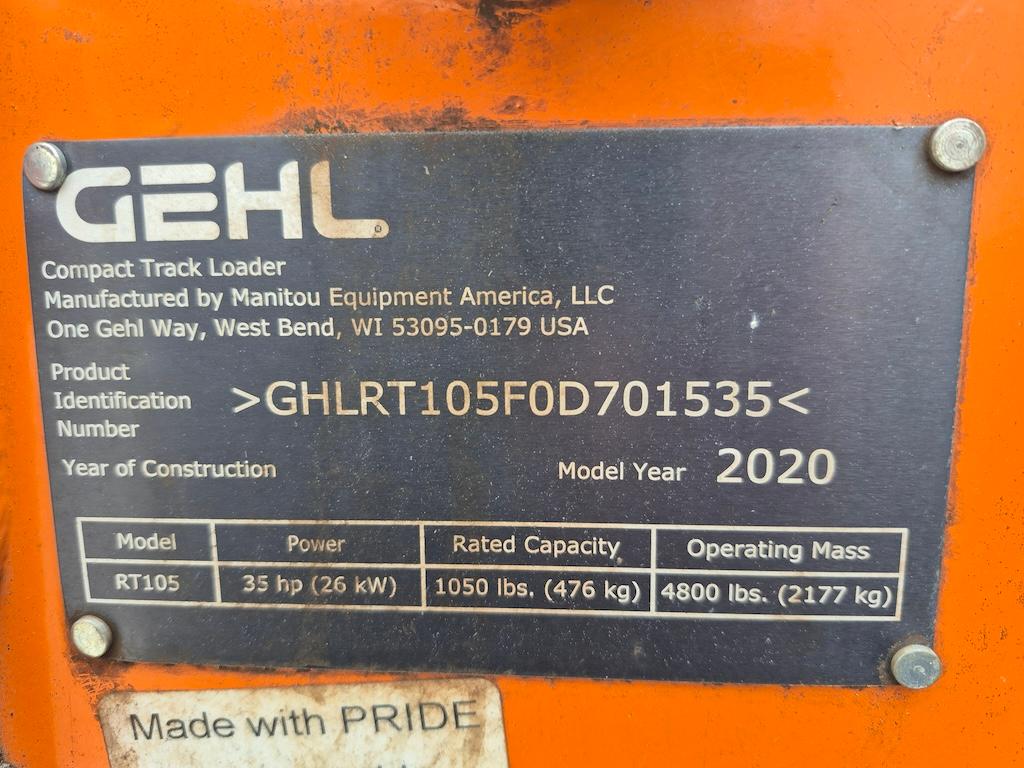 GEHL®
Compact Track Loader
Manufactured by Manitou Equipment America, LLC
One Gehl Way, West Bend, WI 53095-0179 USA
Product
Identification
Number
>GHLRT105F0D701535<
Year of Construction
Model Year 2020
Model Power Rated Capacity Operating Mass
RT105 35 hp (26 kW) 1050 lbs. (476 kg) 4800 lbs. (2177 kg)
Made with PRIDE